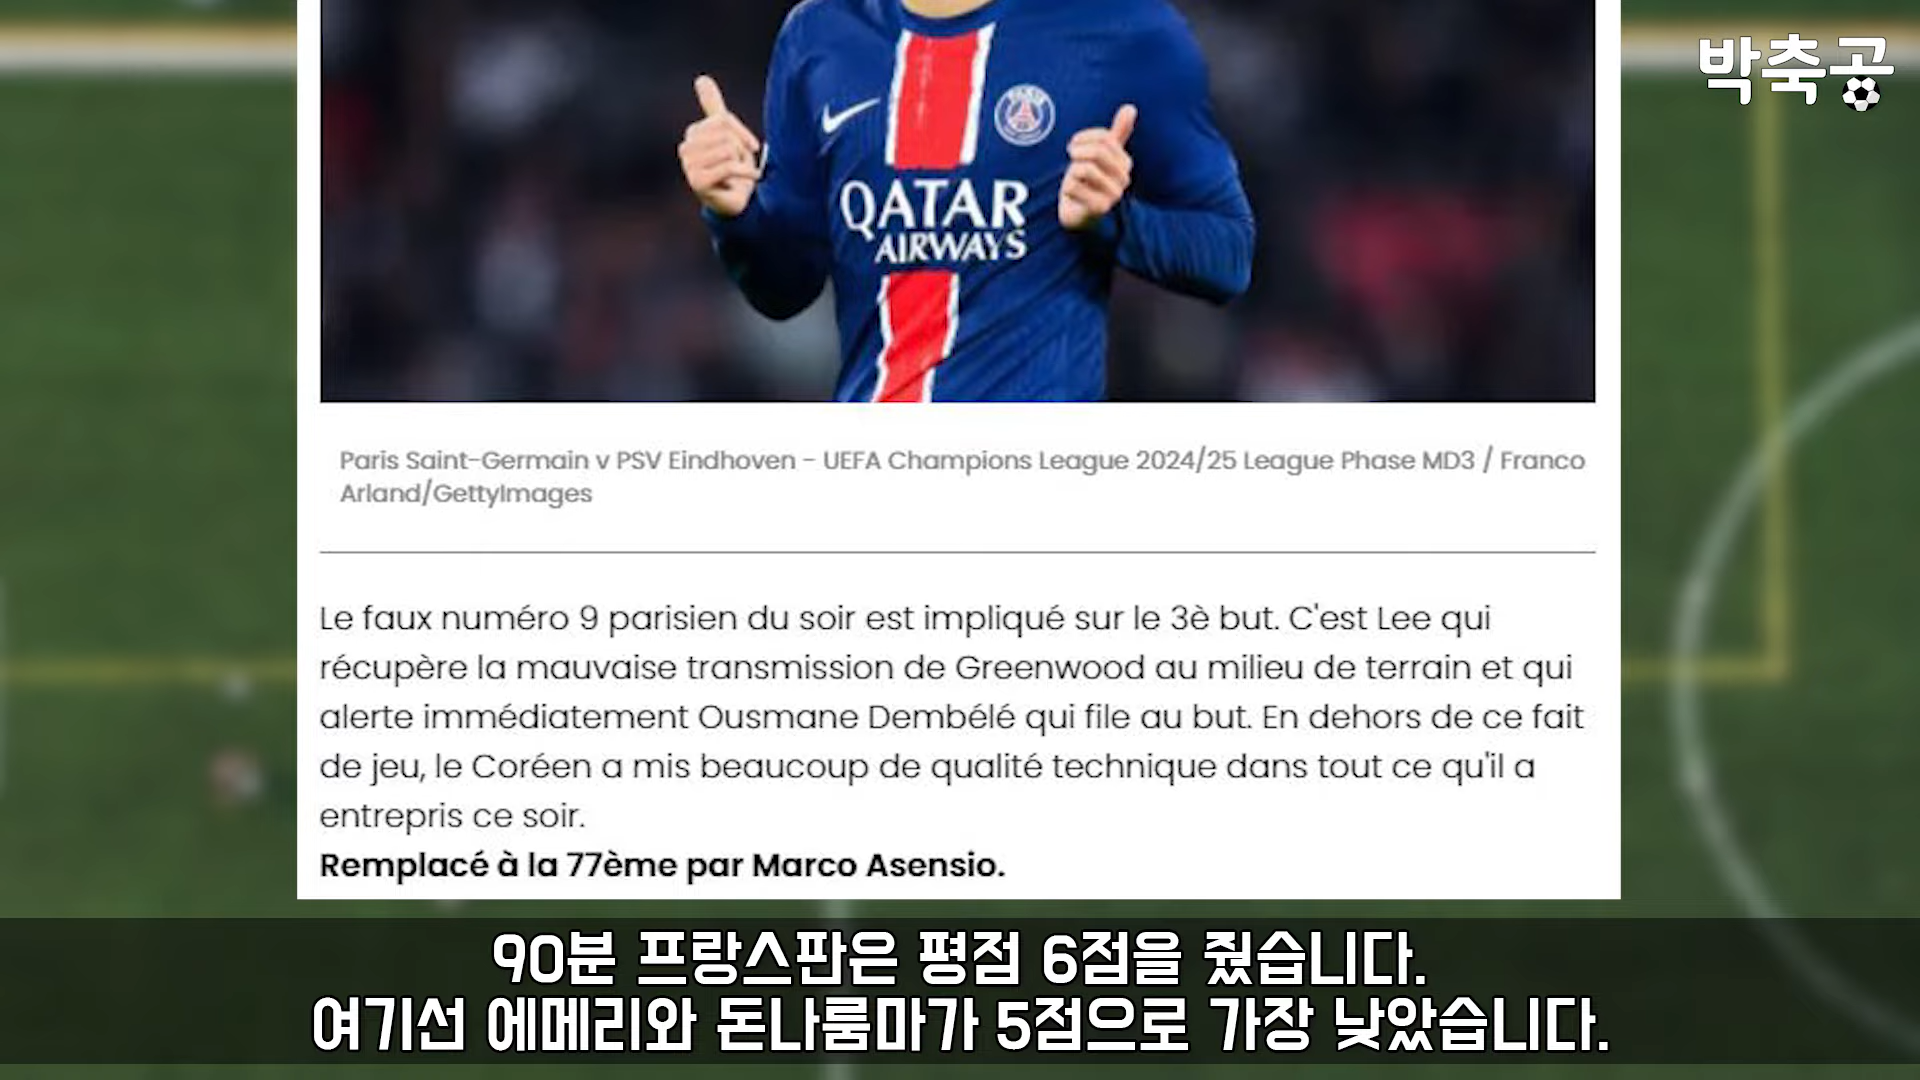 박축공
QATAR
AIRWAYS
Paris Saint-Germain v PSV Eindhoven - UEFA Champions League 2024/25 League Phase MD3 / Franco
Arland/GettyImages
Le faux numéro 9 parisien du soir est impliqué sur le 3è but. C'est Lee qui
récupère la mauvaise transmission de Greenwood au milieu de terrain et qui
alerte immédiatement Ousmane Dembélé qui file au but. En dehors de ce fait
de jeu, le Coréen a mis beaucoup de qualité technique dans tout ce qu'il a
entrepris ce soir.
Remplacé à la 77ème par Marco Asensio.
90분 프랑스판은 평점 6점을 줬습니다.
여기선 에메리와 돈나룸마가 5점으로 가장 낮았습니다.